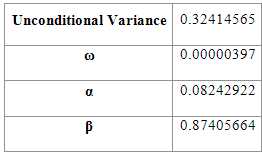 Unconditional Variance 0.32414565
ω 0.00000397
α 0.08242922
β 0.87405664